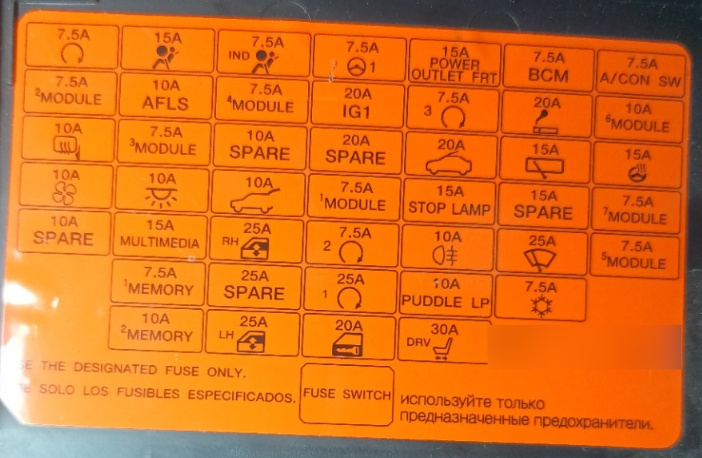 7.5A 15A 7.5A 7.5A 15A 7.5A 7.5A
IND 1 POWER OUTLET FRT BCM A/CON SW
7.5A 10A 7.5A 20A 7.5A 20A 10A
²MODULE AFLS ⁴MODULE IG1 3 ⁶MODULE
10A 7.5A 10A 20A 20A 15A 15A
³MODULE SPARE SPARE
10A 10A 10A 7.5A 15A 15A 7.5A
¹MODULE STOP LAMP SPARE ⁷MODULE
10A 15A 25A 7.5A 10A 25A 7.5A
SPARE MULTIMEDIA RH 2 ⁵MODULE
7.5A 25A 25A 10A 7.5A
¹MEMORY SPARE 1 PUDDLE LP
10A 25A 20A 30A
²MEMORY LH DRV
THE DESIGNATED FUSE ONLY.
SOLO LOS FUSIBLES ESPECIFICADOS.
FUSE SWITCH
используйте только
предназначенные предохранители.